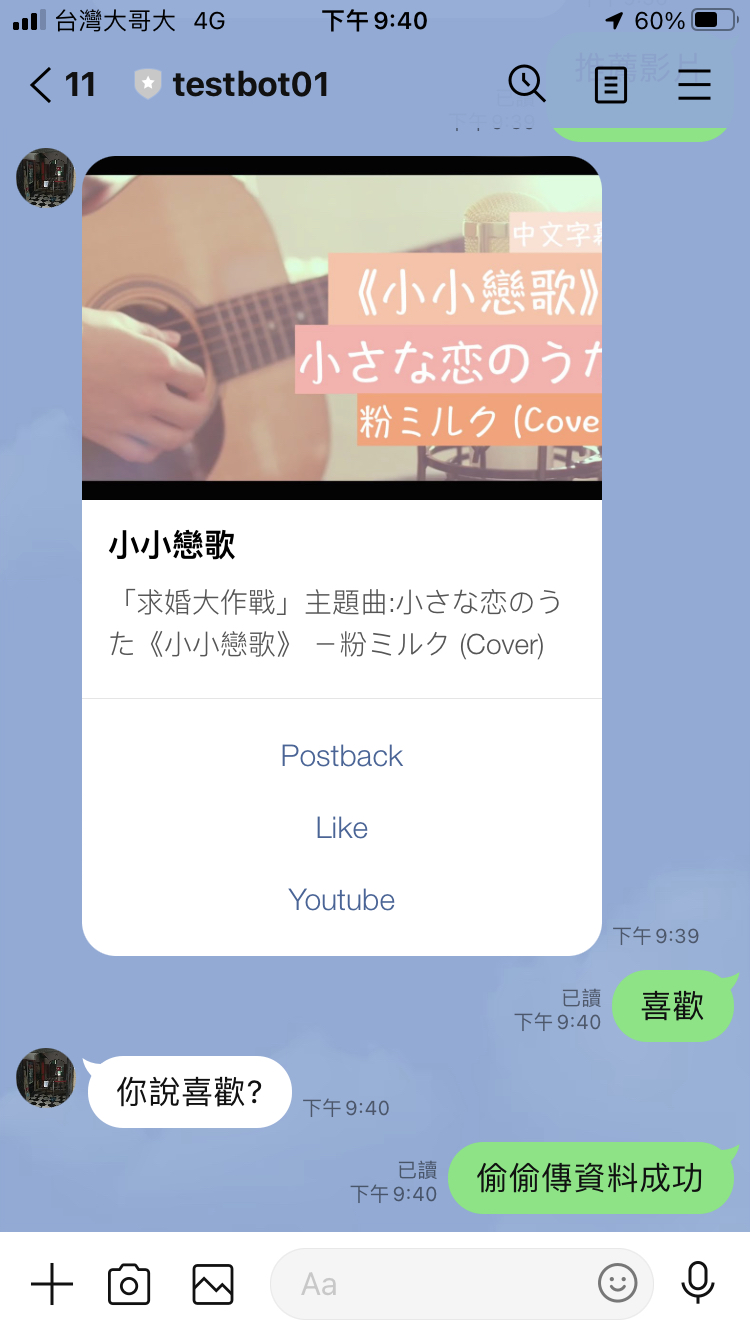 台灣大哥大 4G 下午9:40 60%
11 testbot01
推薦影片
已讀
下午9:39
中文字幕
《小小戀歌》
小さな恋のうた
粉ミルク (Cove
小小戀歌
「求婚大作戰」主題曲:小さな恋のう
た《小小戀歌》 －粉ミルク (Cover)
Postback
Like
Youtube
下午9:39
已讀
下午9:40
喜歡
你說喜歡?
下午9:40
已讀
下午9:40
偷偷傳資料成功
Aa